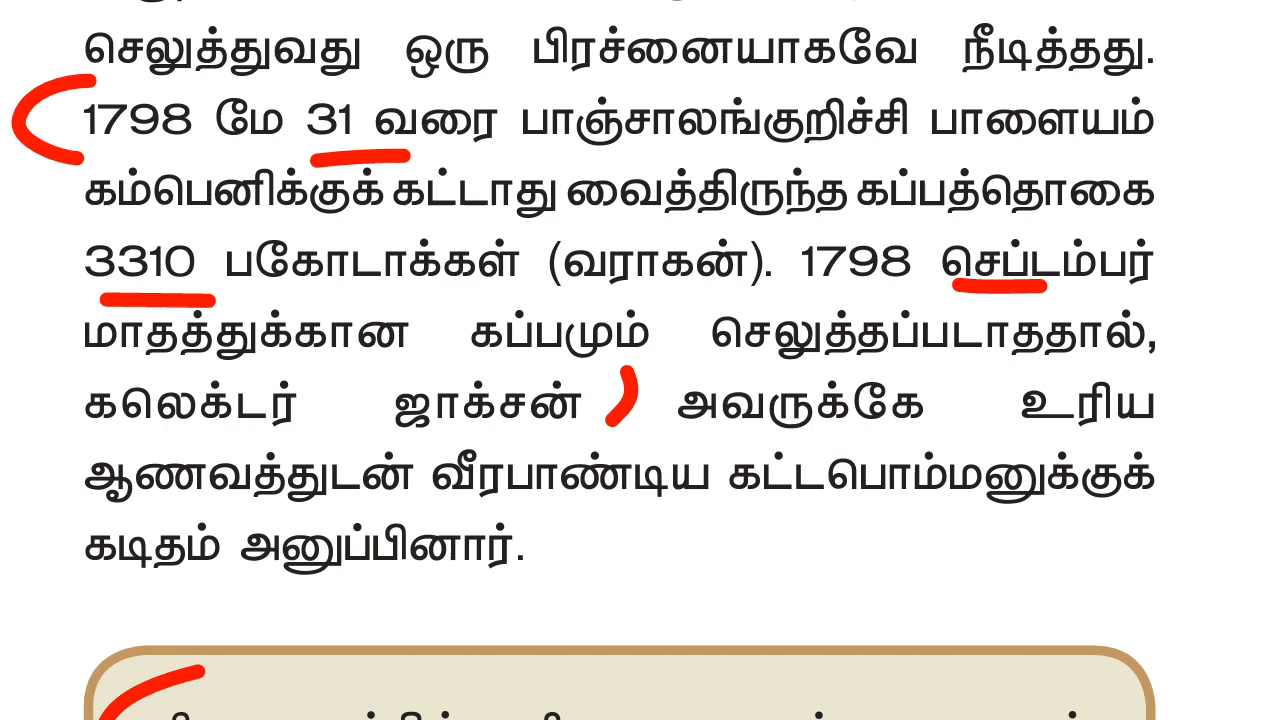 செலுத்துவது ஒரு பிரச்னையாகவே நீடித்தது.
1798 மே 31 வரை பாஞ்சாலங்குறிச்சி பாளையம்
கம்பெனிக்குக் கட்டாது வைத்திருந்த கப்பத்தொகை
3310 பகோடாக்கள் (வராகன்). 1798 செப்டம்பர்
மாதத்துக்கான கப்பமும் செலுத்தப்படாததால்,
கலெக்டர் ஜாக்சன் அவருக்கே உரிய
ஆணவத்துடன் வீரபாண்டிய கட்டபொம்மனுக்குக்
கடிதம் அனுப்பினார்.